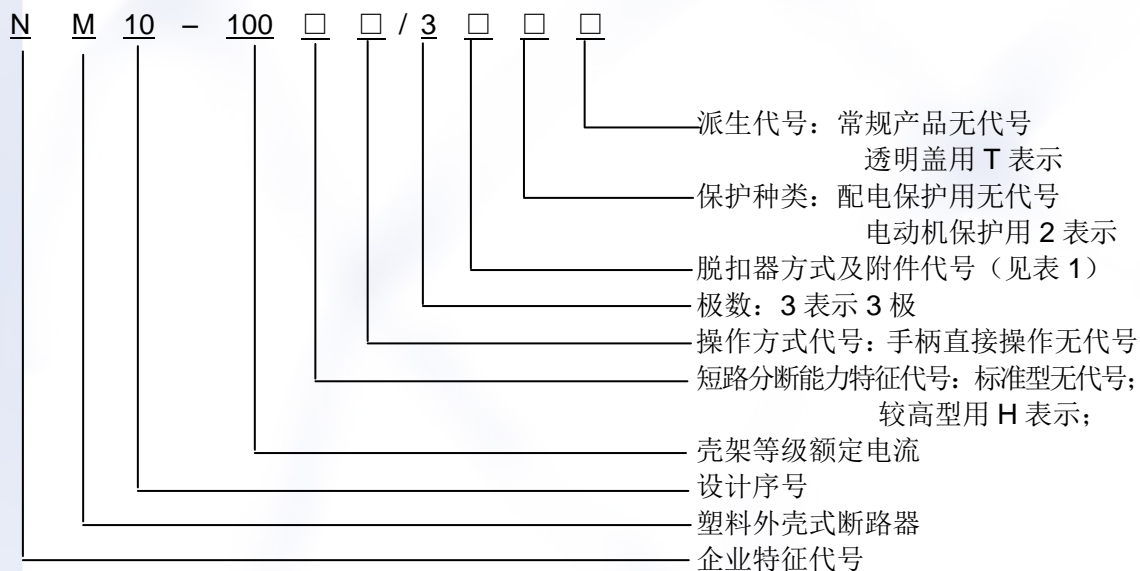 N M 10 – 100 □ □ / 3 □ □ □
派生代号：常规产品无代号
透明盖用 T 表示
保护种类：配电保护用无代号
电动机保护用 2 表示
脱扣器方式及附件代号（见表 1）
极数：3 表示 3 极
操作方式代号：手柄直接操作无代号
短路分断能力特征代号：标准型无代号；
较高型用 H 表示；
壳架等级额定电流
设计序号
塑料外壳式断路器
企业特征代号